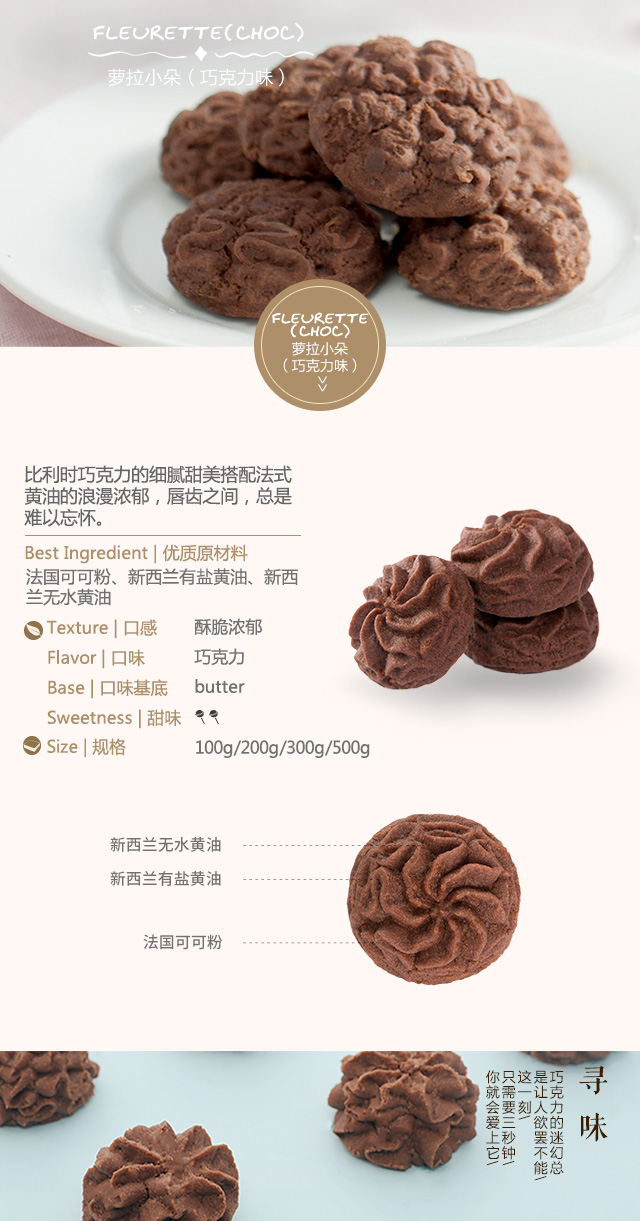 FLEURETTE(CHOC)
萝拉小朵（巧克力味）
FLEURETTE
(CHOC)
萝拉小朵
（巧克力味）
比利时巧克力的细腻甜美搭配法式
黄油的浪漫浓郁，唇齿之间，总是
难以忘怀。
Best Ingredient | 优质原材料
法国可可粉、新西兰有盐黄油、新西
兰无水黄油
Texture | 口感 酥脆浓郁
Flavor | 口味 巧克力
Base | 口味基底 butter
Sweetness | 甜味
Size | 规格 100g/200g/300g/500g
新西兰无水黄油
新西兰有盐黄油
法国可可粉
寻味
巧克力的迷幻总
是让人欲罢不能\
这一刻\
只需要三秒钟\
你就会爱上它\